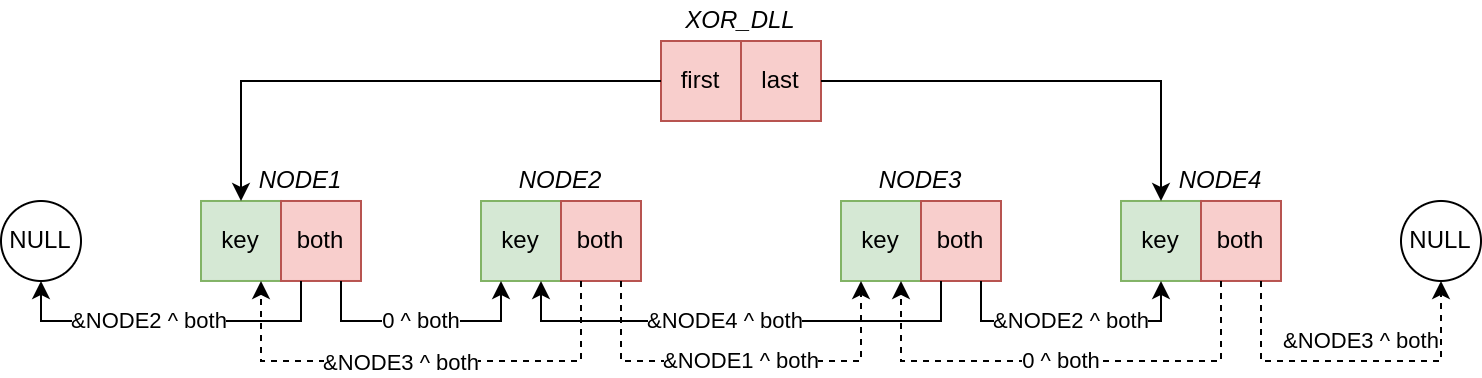 XOR_DLL
first last
NODE1 NODE2 NODE3 NODE4
NULL key both key both key both key both NULL
&NODE2 ^ both 0 ^ both &NODE4 ^ both &NODE2 ^ both
&NODE3 ^ both
&NODE3 ^ both &NODE1 ^ both 0 ^ both